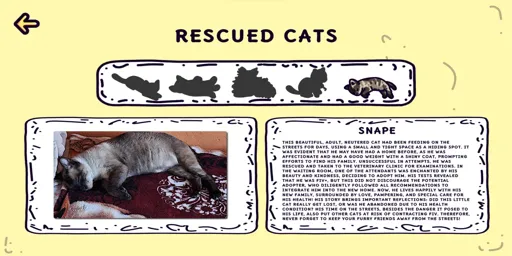 RESCUED CATS
SNAPE
THIS BEAUTIFUL, ADULT, NEUTERED CAT HAD BEEN FEEDING ON THE
STREETS FOR DAYS, USING A SMALL AND TIGHT SPACE AS A HIDING SPOT. IT
WAS EVIDENT THAT HE MAY HAVE HAD A HOME BEFORE, AS HE WAS
AFFECTIONATE AND HAD A GOOD WEIGHT WITH A SHINY COAT, PROMPTING
EFFORTS TO FIND HIS FAMILY. UNSUCCESSFUL IN ATTEMPTS, HE WAS
RESCUED AND TAKEN TO THE VETERINARY CLINIC FOR EXAMINATIONS. IN
THE WAITING ROOM, ONE OF THE ATTENDANTS WAS ENCHANTED BY HIS
BEAUTY AND KINDNESS, DECIDING TO ADOPT HIM. HIS TESTS REVEALED
THAT HE WAS FIV+, BUT THIS DID NOT DISCOURAGE THE POTENTIAL
ADOPTER, WHO DILIGENTLY FOLLOWED ALL RECOMMENDATIONS TO
INTEGRATE HIM INTO THE NEW HOME. NOW, HE LIVES HAPPILY WITH HIS
NEW FAMILY, SURROUNDED BY LOVE, PAMPERING, AND SPECIAL CARE FOR
HIS HEALTH! HIS STORY BRINGS IMPORTANT REFLECTIONS: DID THIS LITTLE
CAT REALLY GET LOST, OR WAS HE ABANDONED DUE TO HIS HEALTH
CONDITION? HIS TIME ON THE STREETS, BESIDES THE DANGER IT POSED TO
HIS LIFE, ALSO PUT OTHER CATS AT RISK OF CONTRACTING FIV. THEREFORE,
NEVER FORGET TO KEEP YOUR FURRY FRIENDS AWAY FROM THE STREETS!